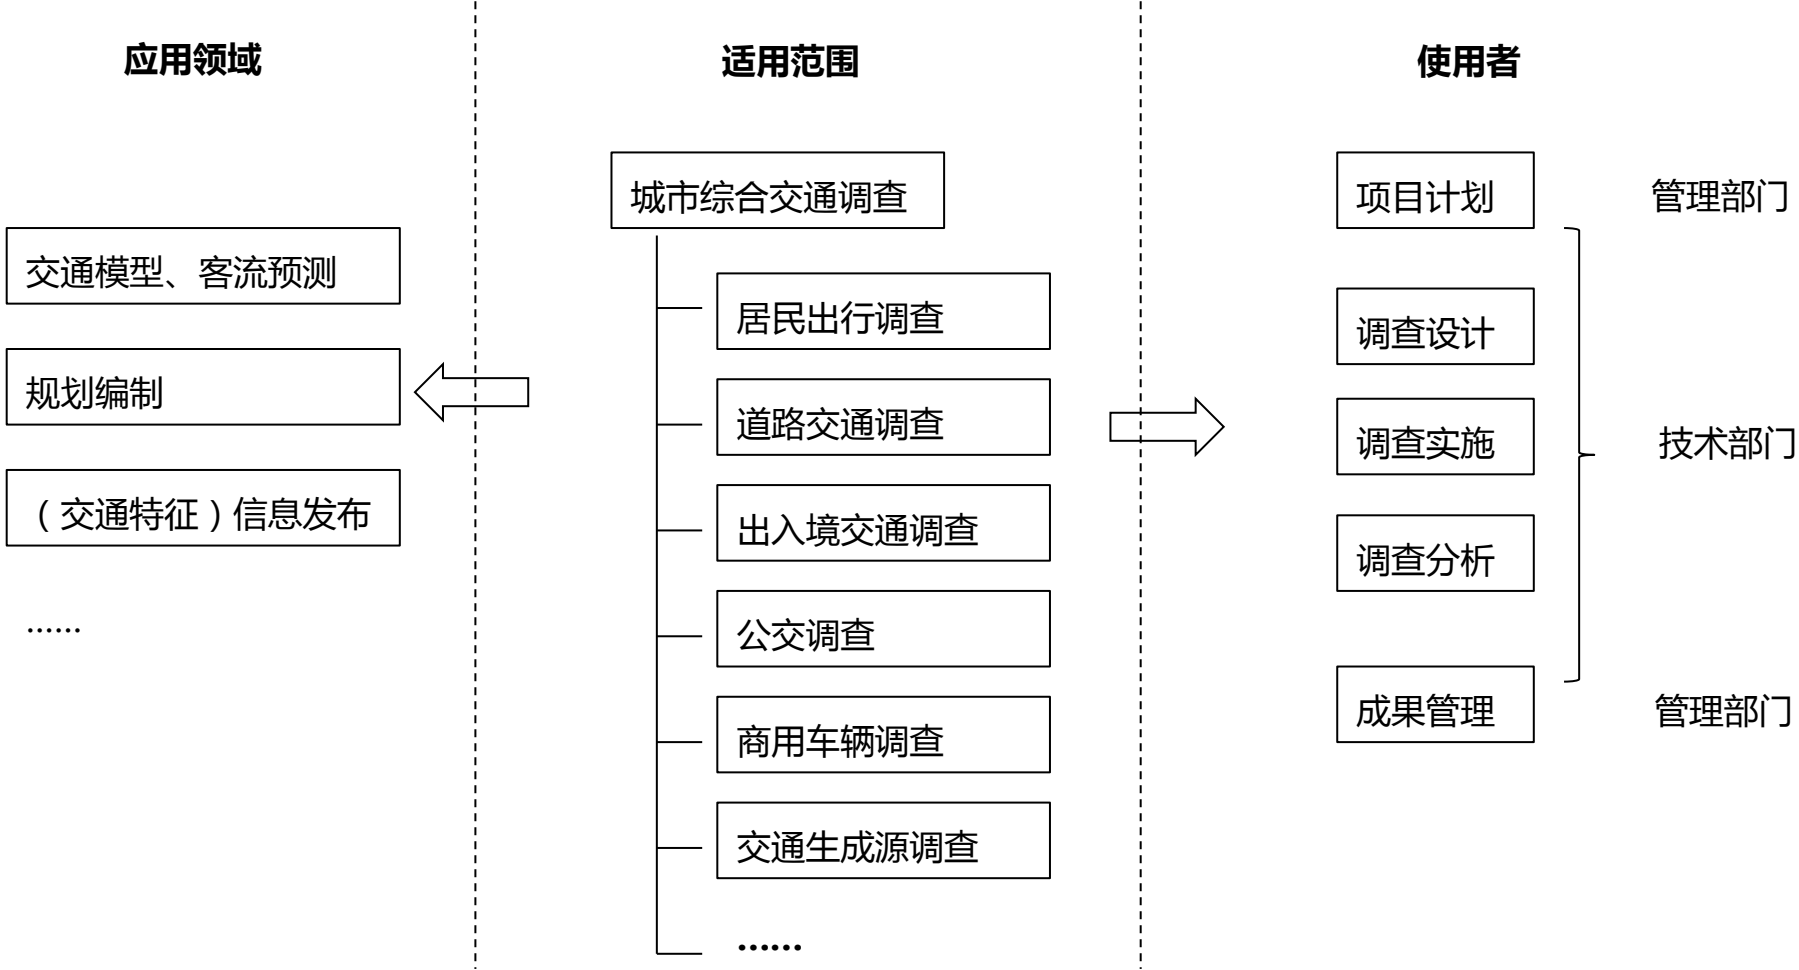 应用领域
交通模型、客流预测
规划编制
（交通特征）信息发布
……
适用范围
城市综合交通调查
居民出行调查
道路交通调查
出入境交通调查
公交调查
商用车辆调查
交通生成源调查
……
使用者
项目计划
管理部门
调查设计
调查实施
技术部门
调查分析
成果管理
管理部门